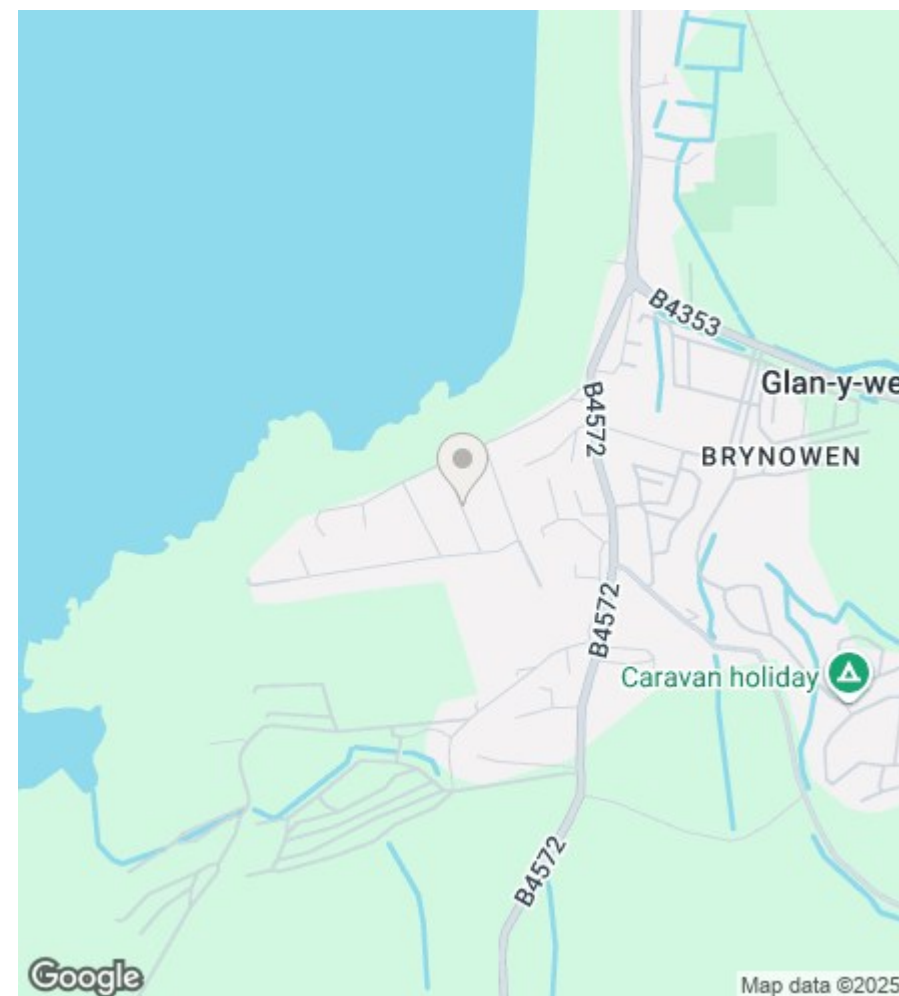 B4353
Glan-y-we
B4572
BRYNOWEN
B4572
Caravan holiday
B4572
Google
Map data ©2025